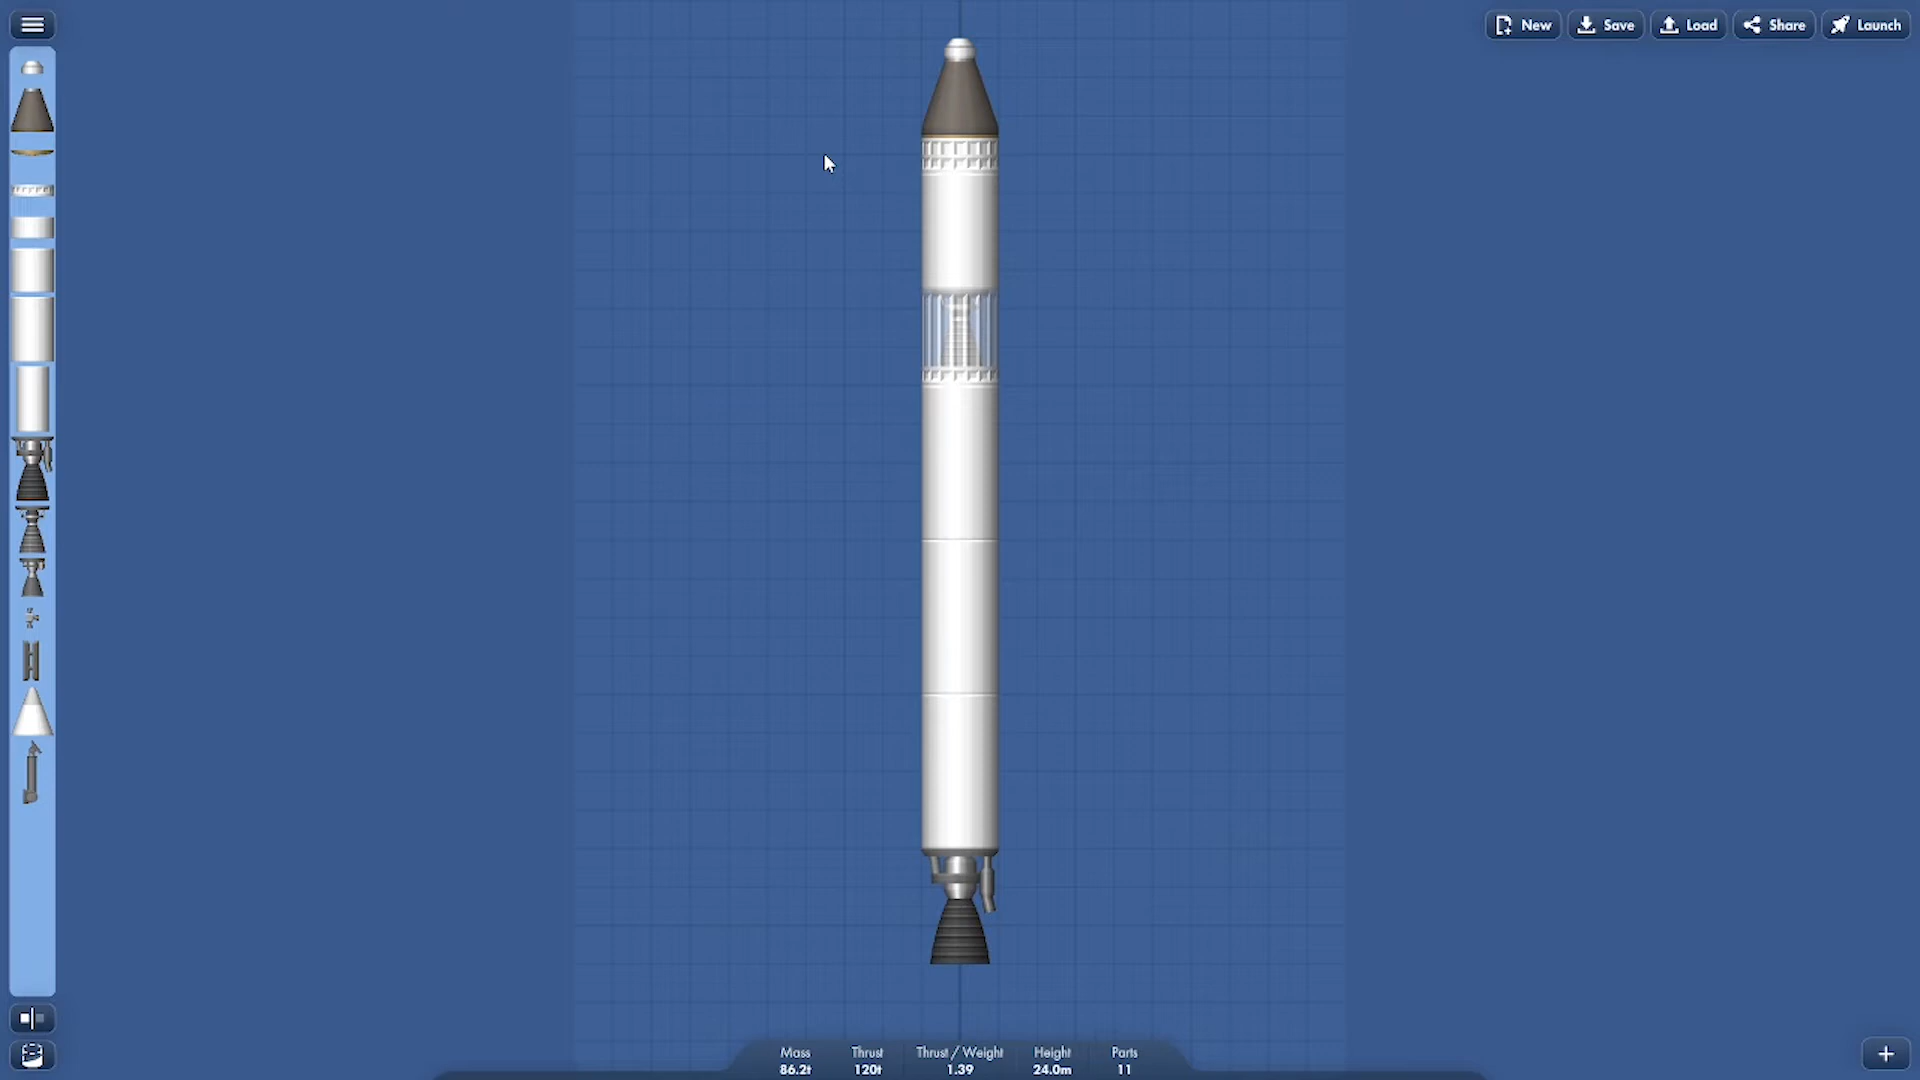 New Save Load Share Launch
Mass Thrust Thrust / Weight Height Parts
86.2t 120t 1.39 24.0m 11